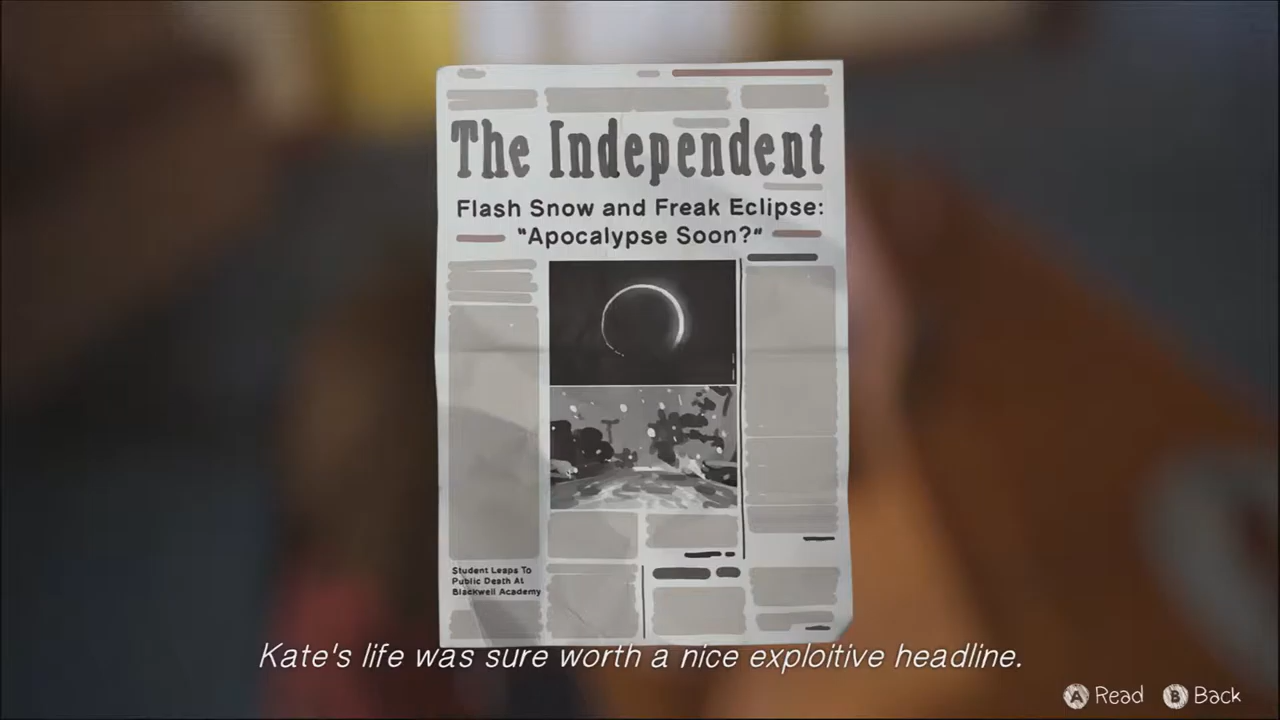 The Independent
Flash Snow and Freak Eclipse:
"Apocalypse Soon?"
Student Leaps To
Public Death At
Blackwell Academy
Kate's life was sure worth a nice exploitive headline.
A Read B Back